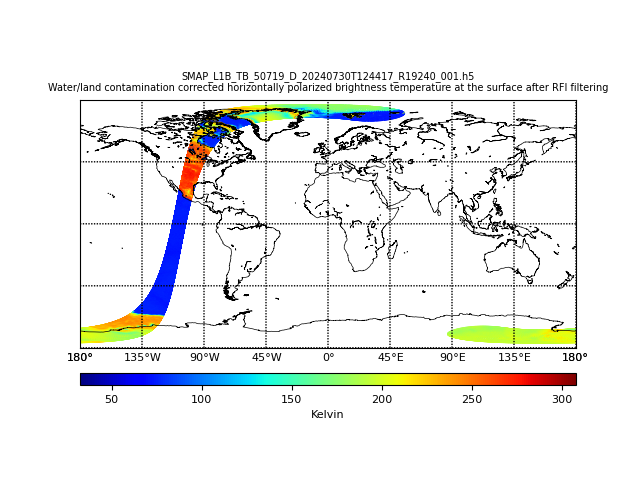 SMAP_L1B_TB_50719_D_20240730T124417_R19240_001.h5
Water/land contamination corrected horizontally polarized brightness temperature at the surface after RFI filtering
180° 135°W 90°W 45°W 0° 45°E 90°E 135°E 180°
50 100 150 200 250 300
Kelvin